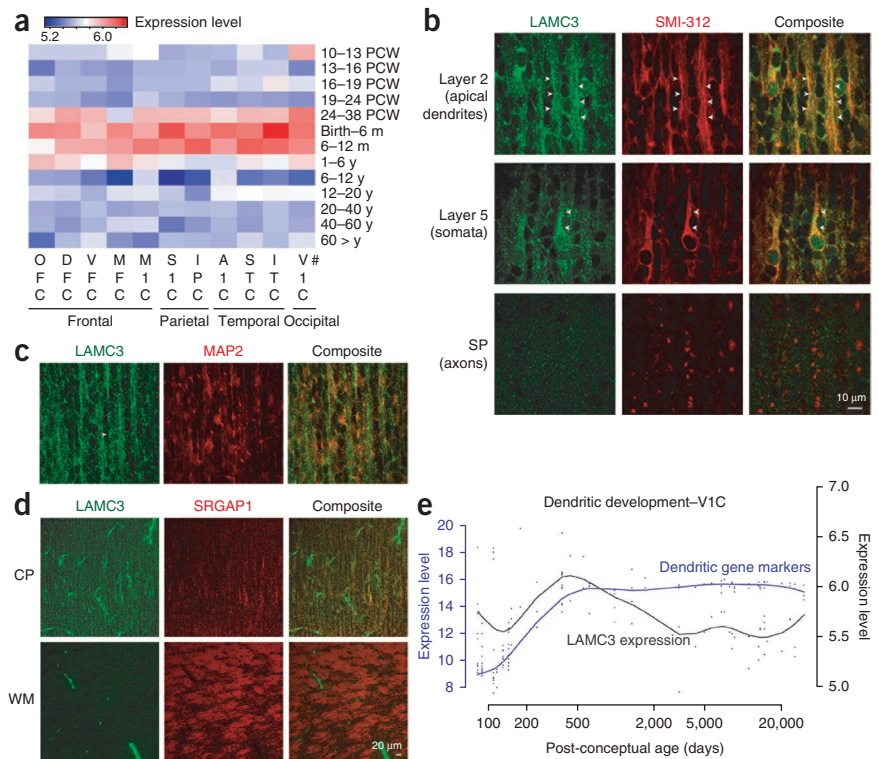 a
Expression level
5.2 6.0
10–13 PCW
13–16 PCW
16–19 PCW
19–24 PCW
24–38 PCW
Birth–6 m
6–12 m
1–6 y
6–12 y
12–20 y
20–40 y
40–60 y
60 > y
O D V M M S I A S I V #
F F F F 1 1 P 1 T T 1
C C C C C C C C C C C
Frontal Parietal Temporal Occipital
b
LAMC3 SMI-312 Composite
Layer 2
(apical
dendrites)
Layer 5
(somata)
SP
(axons)
10 μm
c
LAMC3 MAP2 Composite
d
LAMC3 SRGAP1 Composite
CP
WM
20 μm
e
Dendritic development–V1C
Expression level
20
18
16
14
12
10
8
Dendritic gene markers
LAMC3 expression
7.0
6.5
6.0
5.5
5.0
Expression level
100 200 500 2,000 5,000 20,000
Post-conceptual age (days)